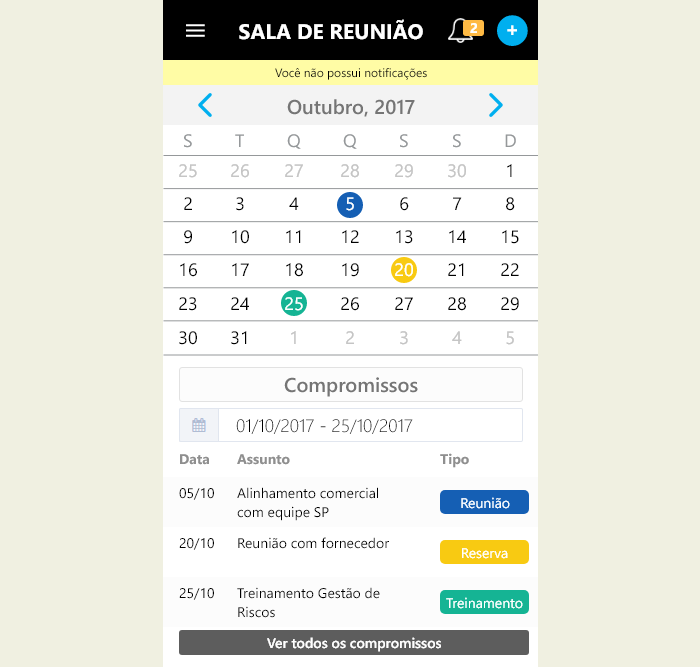 SALA DE REUNIÃO 2 +
Você não possui notificações
Outubro, 2017
S T Q Q S S D
25 26 27 28 29 30 1
2 3 4 5 6 7 8
9 10 11 12 13 14 15
16 17 18 19 20 21 22
23 24 25 26 27 28 29
30 31 1 2 3 4 5
Compromissos
01/10/2017 - 25/10/2017
Data Assunto Tipo
05/10 Alinhamento comercial
com equipe SP Reunião
20/10 Reunião com fornecedor Reserva
25/10 Treinamento Gestão de
Riscos Treinamento
Ver todos os compromissos